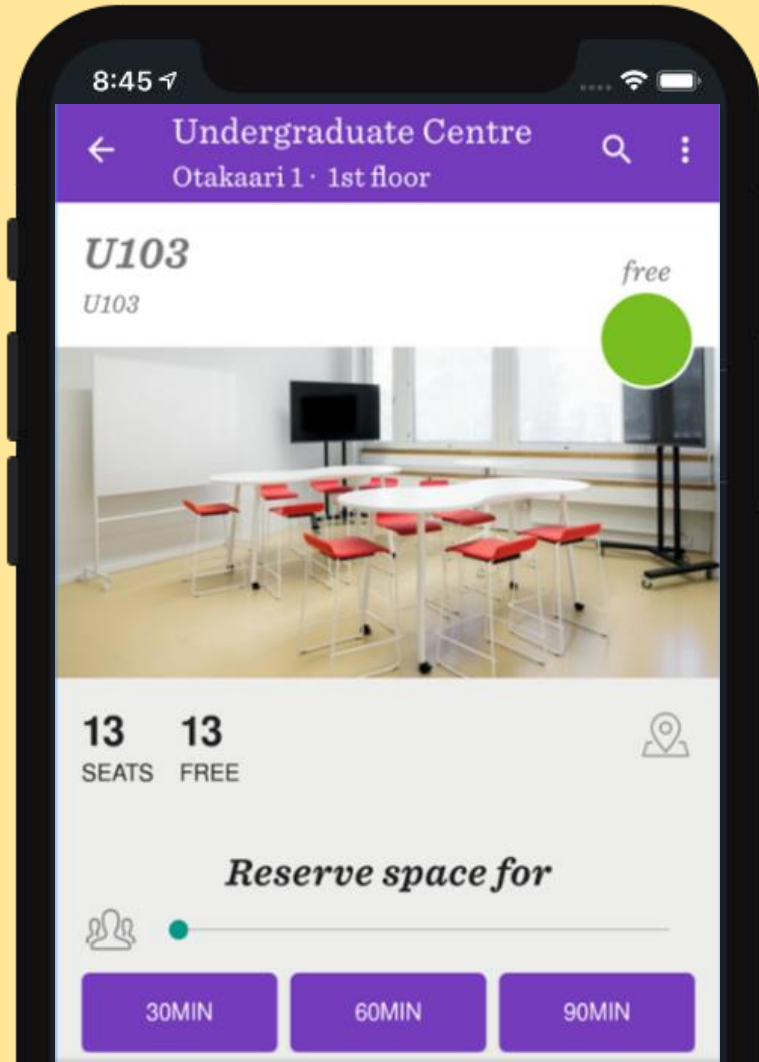 8:45
Undergraduate Centre
Otakaari 1 · 1st floor
U103
free
U103
13 13
SEATS FREE
Reserve space for
30MIN 60MIN 90MIN